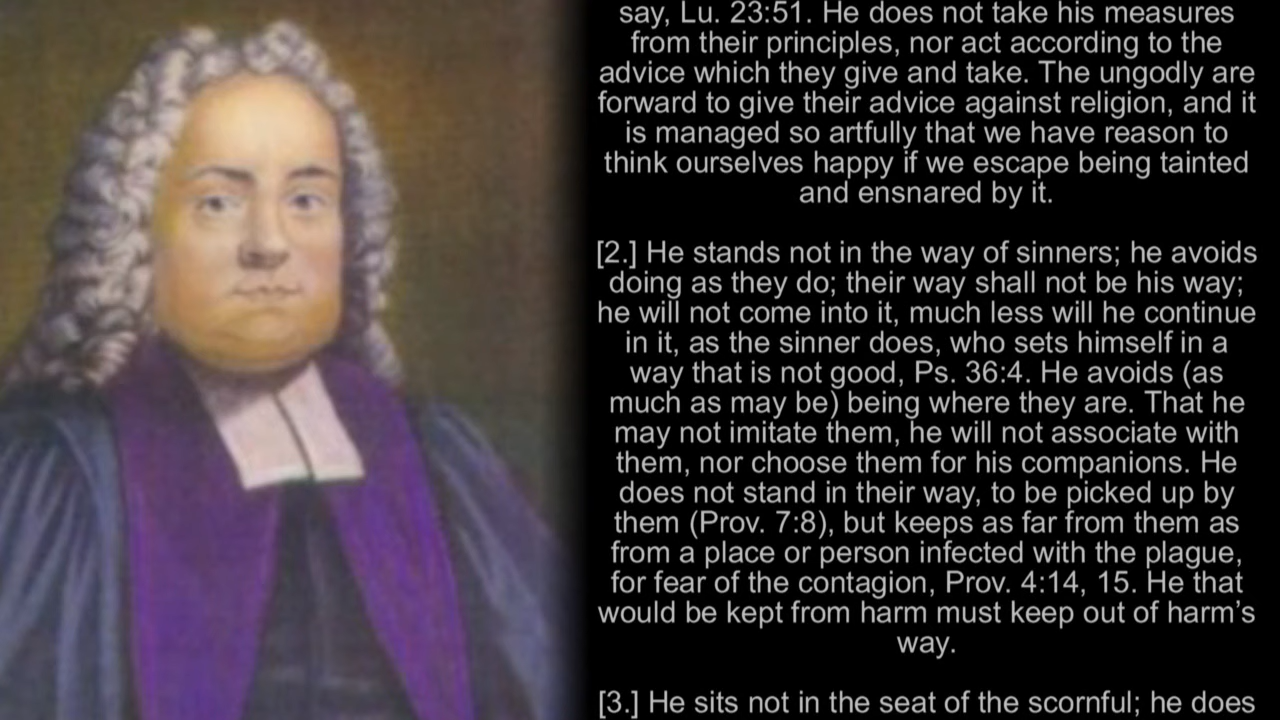 say, Lu. 23:51. He does not take his measures
from their principles, nor act according to the
advice which they give and take. The ungodly are
forward to give their advice against religion, and it
is managed so artfully that we have reason to
think ourselves happy if we escape being tainted
and ensnared by it.
[2.] He stands not in the way of sinners; he avoids
doing as they do; their way shall not be his way;
he will not come into it, much less will he continue
in it, as the sinner does, who sets himself in a
way that is not good, Ps. 36:4. He avoids (as
much as may be) being where they are. That he
may not imitate them, he will not associate with
them, nor choose them for his companions. He
does not stand in their way, to be picked up by
them (Prov. 7:8), but keeps as far from them as
from a place or person infected with the plague,
for fear of the contagion, Prov. 4:14, 15. He that
would be kept from harm must keep out of harm’s
way.
[3.] He sits not in the seat of the scornful; he does